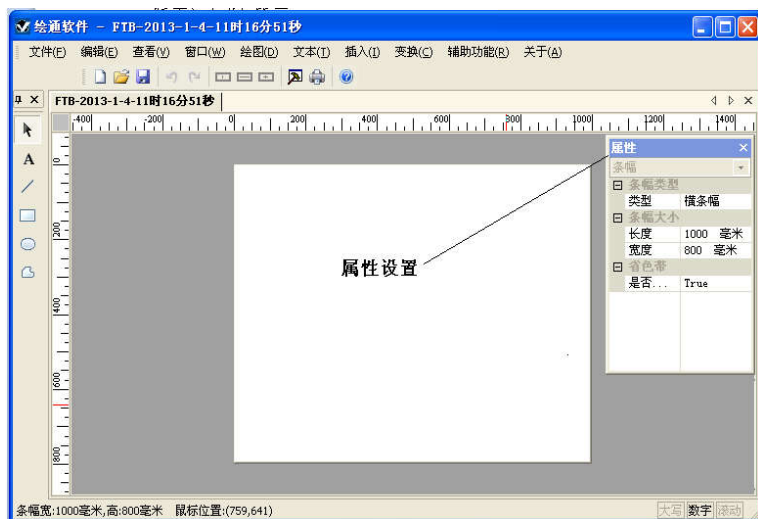 绘通软件 - FTB-2013-1-4-11时16分51秒
文件(F) 编辑(E) 查看(V) 窗口(W) 绘图(D) 文本(T) 插入(I) 变换(C) 辅助功能(R) 关于(A)
FTB-2013-1-4-11时16分51秒
-400 -200 0 200 400 600 800 1000 1200 1400
A
0
200
400
600
800
属性
条幅
条幅类型
类型 横条幅
条幅大小
长度 1000 毫米
宽度 800 毫米
省色带
是否... True
属性设置
条幅宽:1000毫米,高:800毫米 鼠标位置:(759,641) 大写 数字 滚动